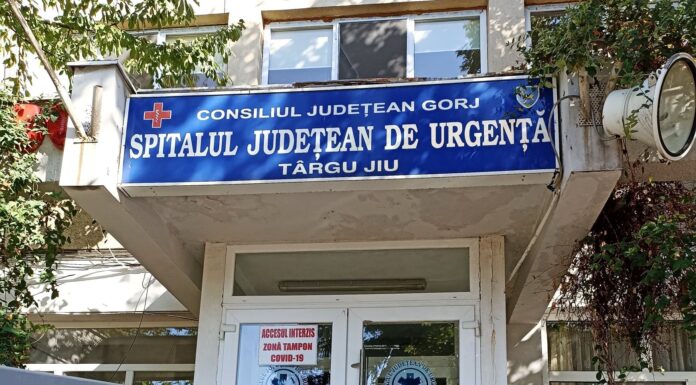 CONSILIUL JUDEȚEAN GORJ
SPITALUL JUDEȚEAN DE URGENȚĂ
TÂRGU JIU
ACCESUL INTERZIS
ZONĂ TAMPON
COVID-19